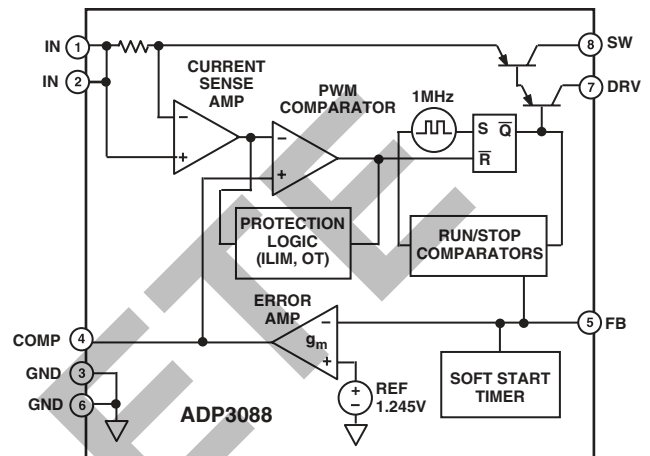 IN 1
8 SW
IN 2
CURRENT
SENSE
AMP
7 DRV
PWM
COMPARATOR
1MHz
S Q̅
R̅
−
+
−
+
PROTECTION
LOGIC
(ILIM, OT)
RUN/STOP
COMPARATORS
ERROR
AMP
gm
−
+
5 FB
COMP 4
GND 3
GND 6
ADP3088
+
−
REF
1.245V
SOFT START
TIMER
ETE